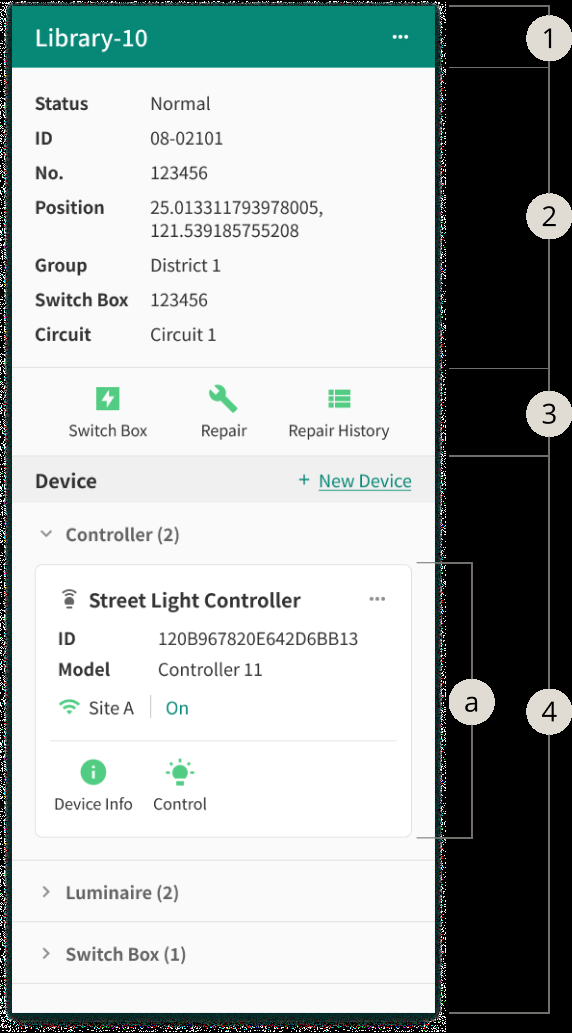 Library-10
1
Status Normal
ID 08-02101
No. 123456
Position 25.013311793978005,
121.539185755208
2
Group District 1
Switch Box 123456
Circuit Circuit 1
Switch Box Repair Repair History
3
Device + New Device
Controller (2)
Street Light Controller
ID 120B967820E642D6BB13
Model Controller 11
Site A On
a
4
Device Info Control
Luminaire (2)
Switch Box (1)